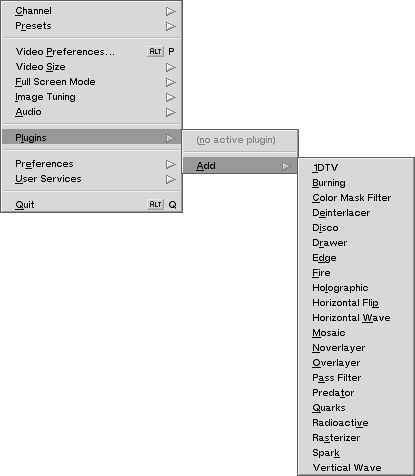 Channel
Presets
Video Preferences... ALT P
Video Size
Full Screen Mode
Image Tuning
Audio
Plugins
Preferences
User Services
Quit ALT Q
(no active plugin)
Add
1DTV
Burning
Color Mask Filter
Deinterlacer
Disco
Drawer
Edge
Fire
Holographic
Horizontal Flip
Horizontal Wave
Mosaic
Noverlayer
Overlayer
Pass Filter
Predator
Quarks
Radioactive
Rasterizer
Spark
Vertical Wave